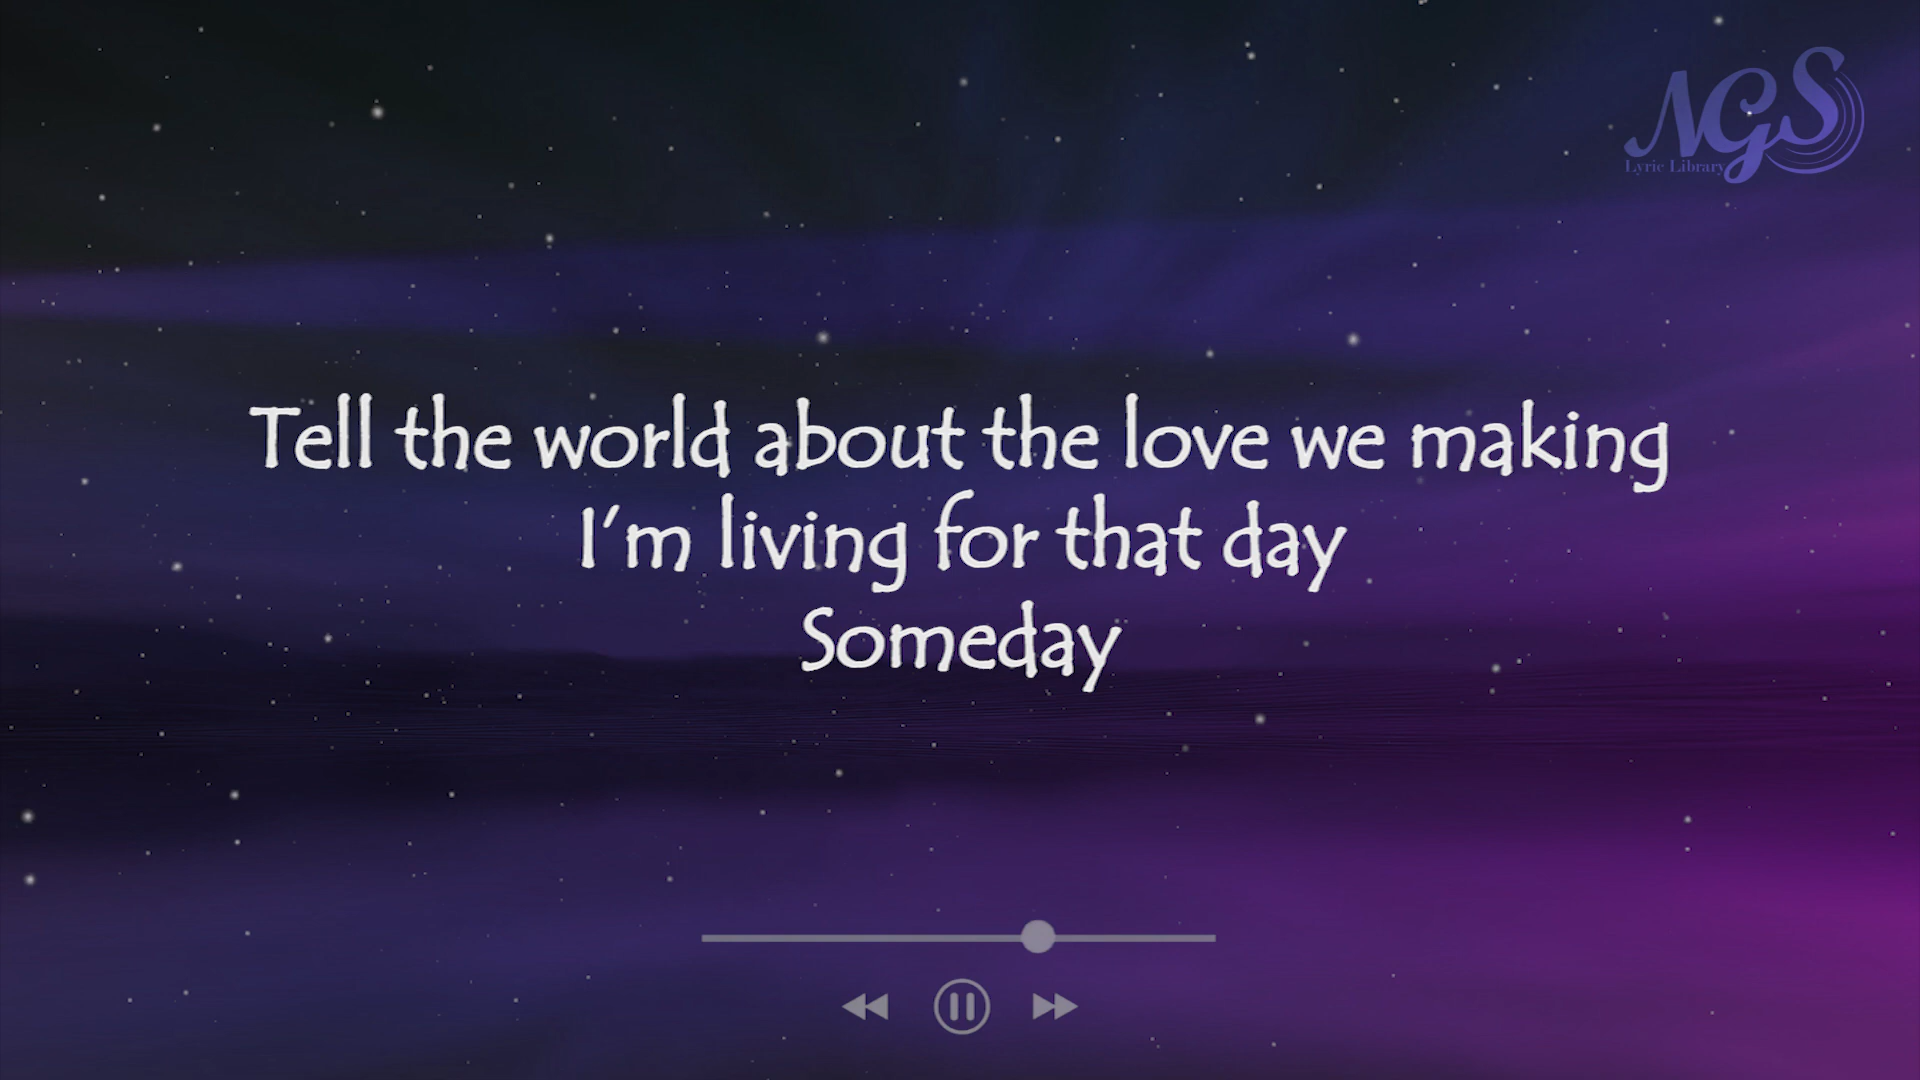 NGS
Lyric Library
Tell the world about the love we making
I'm living for that day
Someday